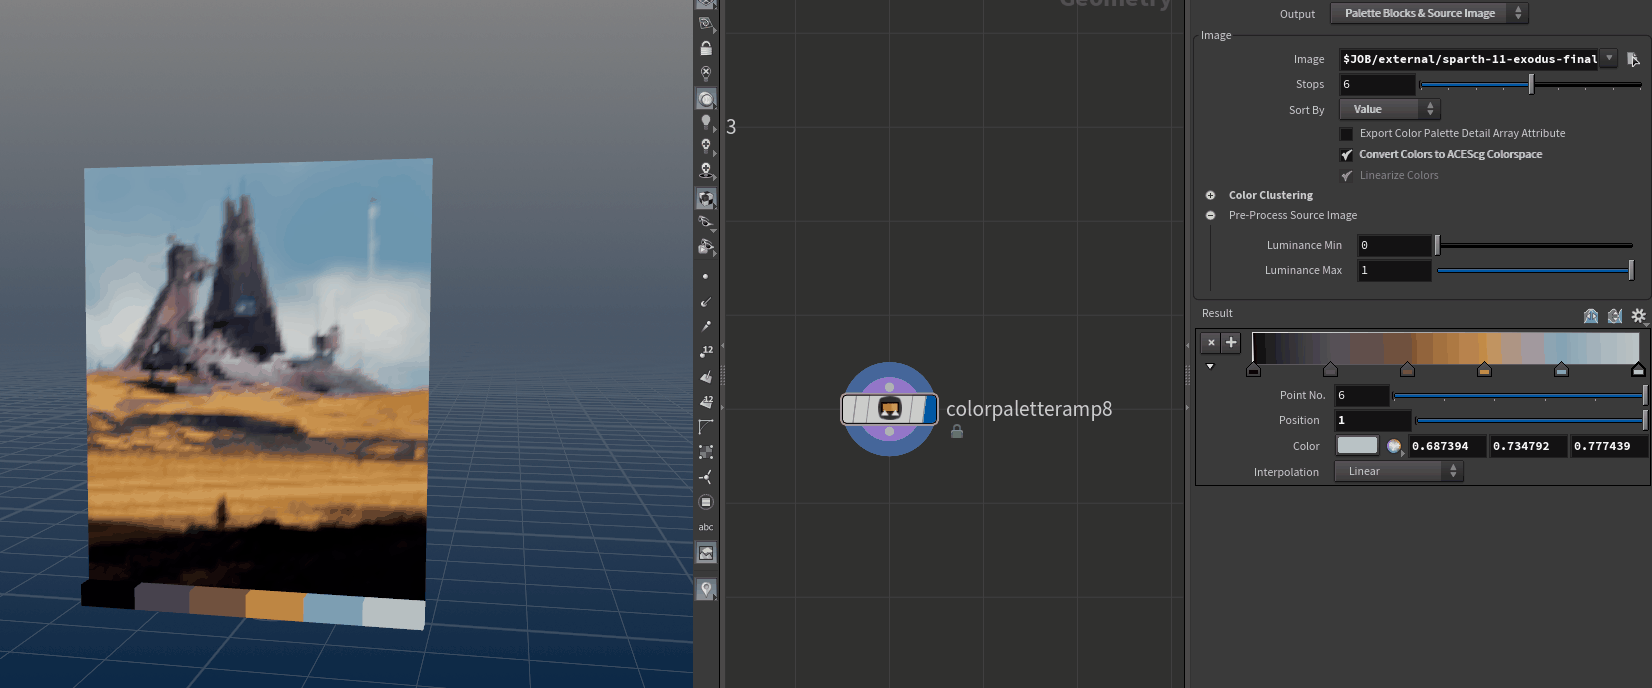 Geometry
3
12
12
abc
colorpaletteramp8
Output Palette Blocks & Source Image
Image
Image $JOB/external/sparth-11-exodus-final
Stops 6
Sort By Value
Export Color Palette Detail Array Attribute
Convert Colors to ACEScg Colorspace
Linearize Colors
Color Clustering
Pre-Process Source Image
Luminance Min 0
Luminance Max 1
Result
Point No. 6
Position 1
Color 0.687394 0.734792 0.777439
Interpolation Linear